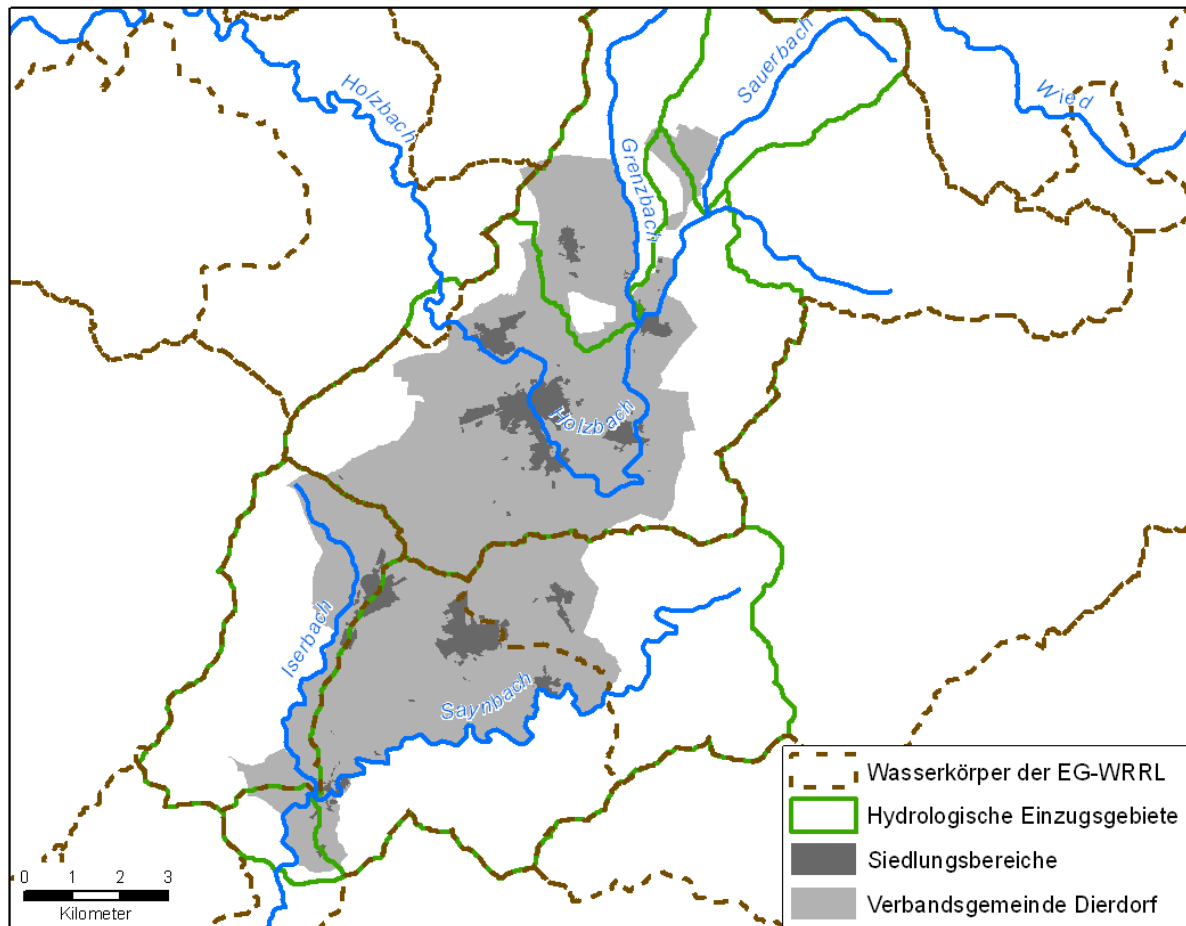 Holzbach
Sauerbach
Wied
Grenzbach
Holzbach
Iserbach
Saynbach
Wasserkörper der EG-WRRL
Hydrologische Einzugsgebiete
Siedlungsbereiche
Verbandsgemeinde Dierdorf
0 1 2 3
Kilometer